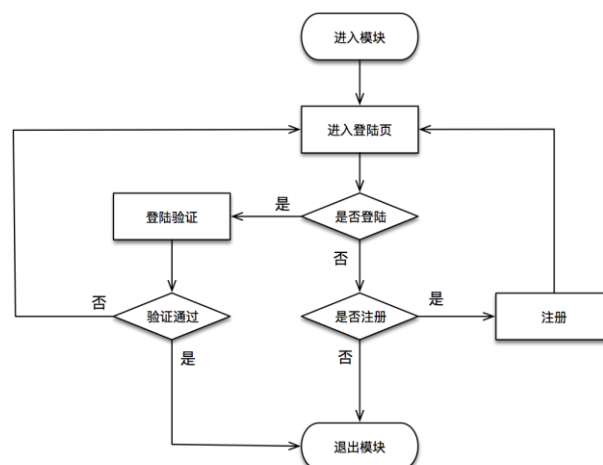 进入模块
进入登陆页
登陆验证
是
是否登陆
否
否
验证通过
是否注册
是
注册
是
否
退出模块